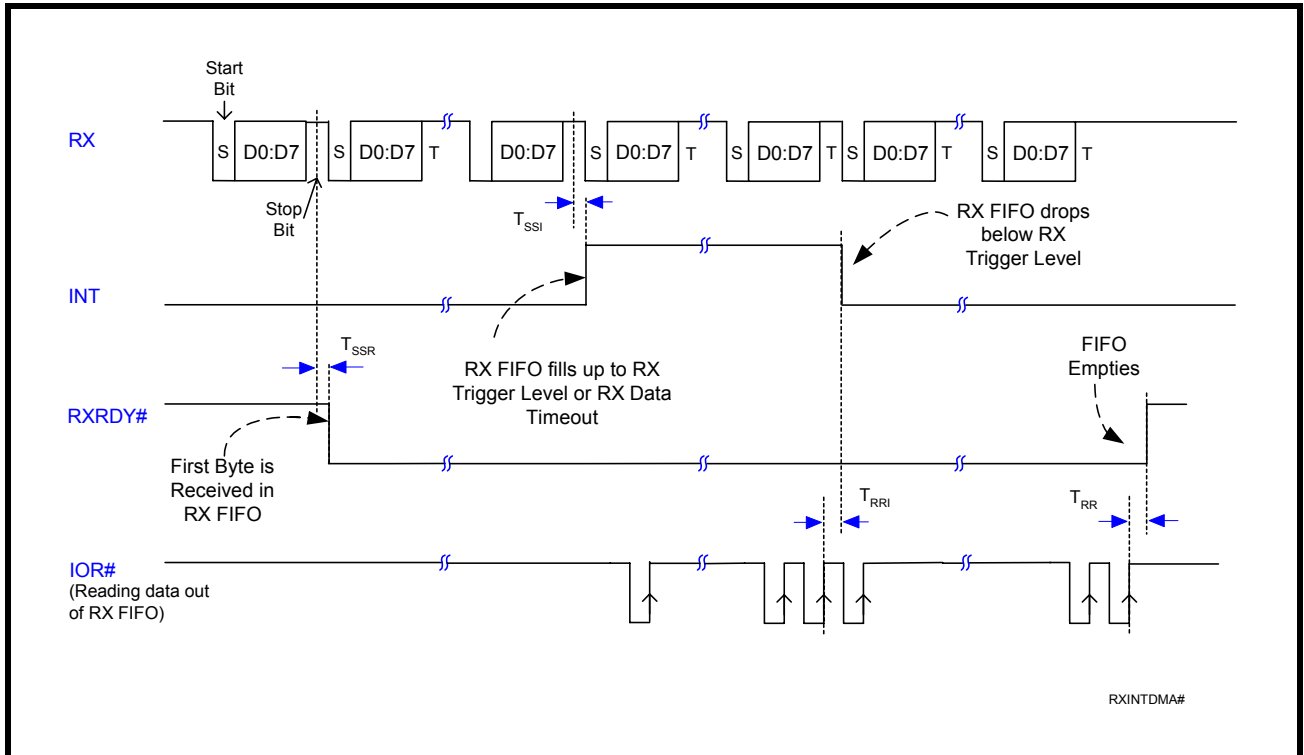 Start
Bit
RX
S D0:D7 S D0:D7 T D0:D7 S D0:D7 T S D0:D7 T S D0:D7 T S D0:D7 T
Stop
Bit
TSSI
RX FIFO drops
below RX
Trigger Level
INT
TSSR
RX FIFO fills up to RX
Trigger Level or RX Data
Timeout
FIFO
Empties
RXRDY#
First Byte is
Received in
RX FIFO
TRRI
TRR
IOR#
(Reading data out
of RX FIFO)
RXINTDMA#